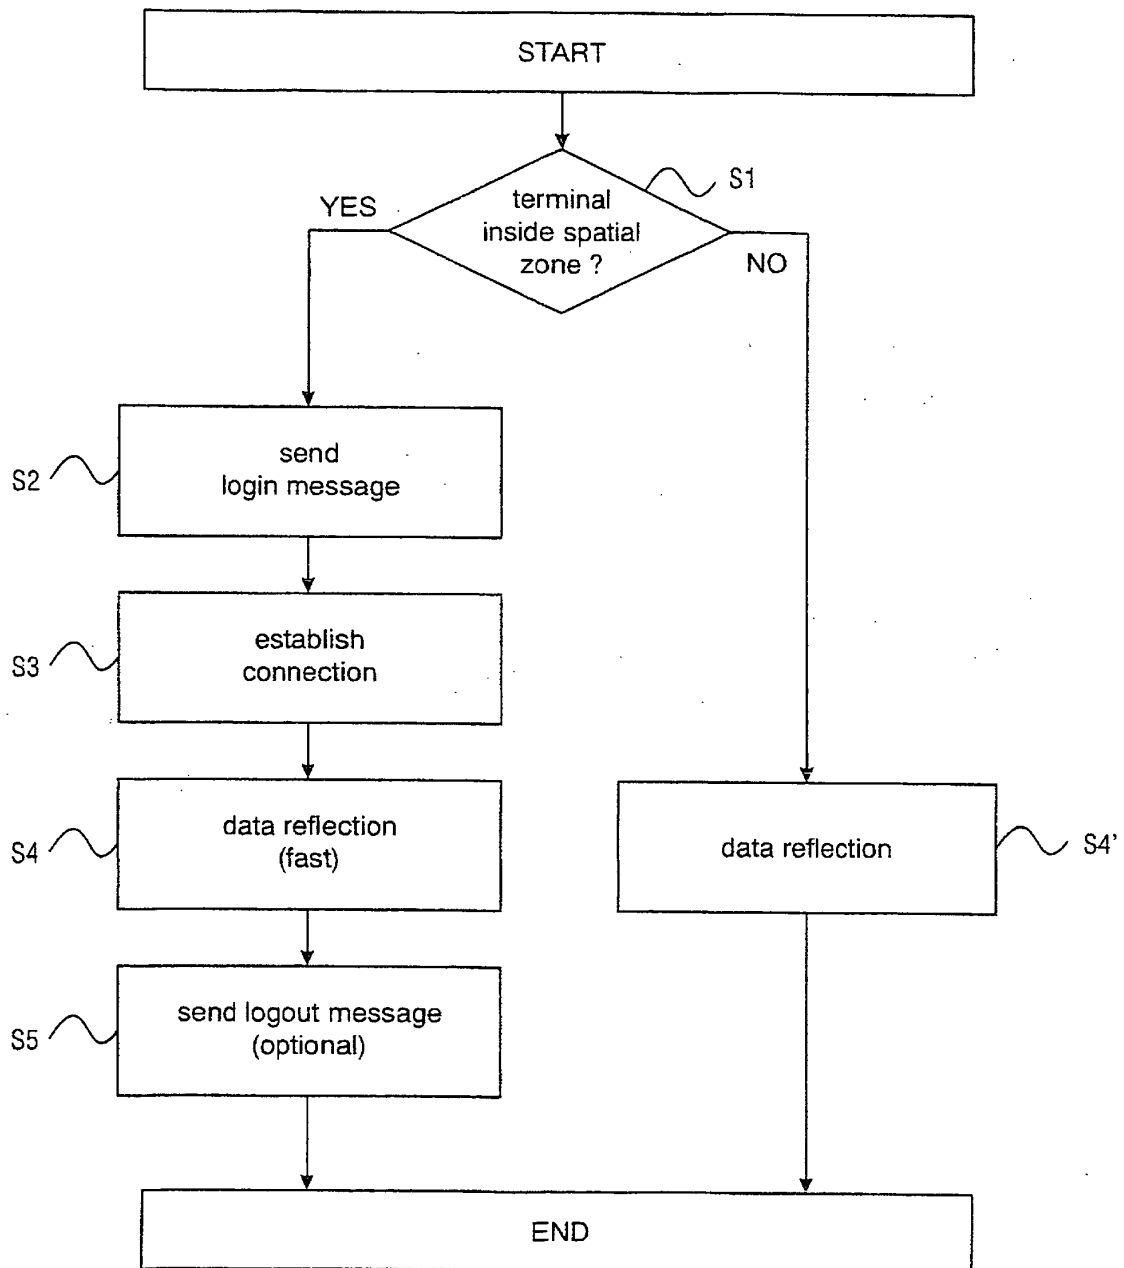 START
S1
terminal
inside spatial
zone ?
YES
NO
S2
send
login message
S3
establish
connection
S4
data reflection
(fast)
data reflection
S4'
S5
send logout message
(optional)
END